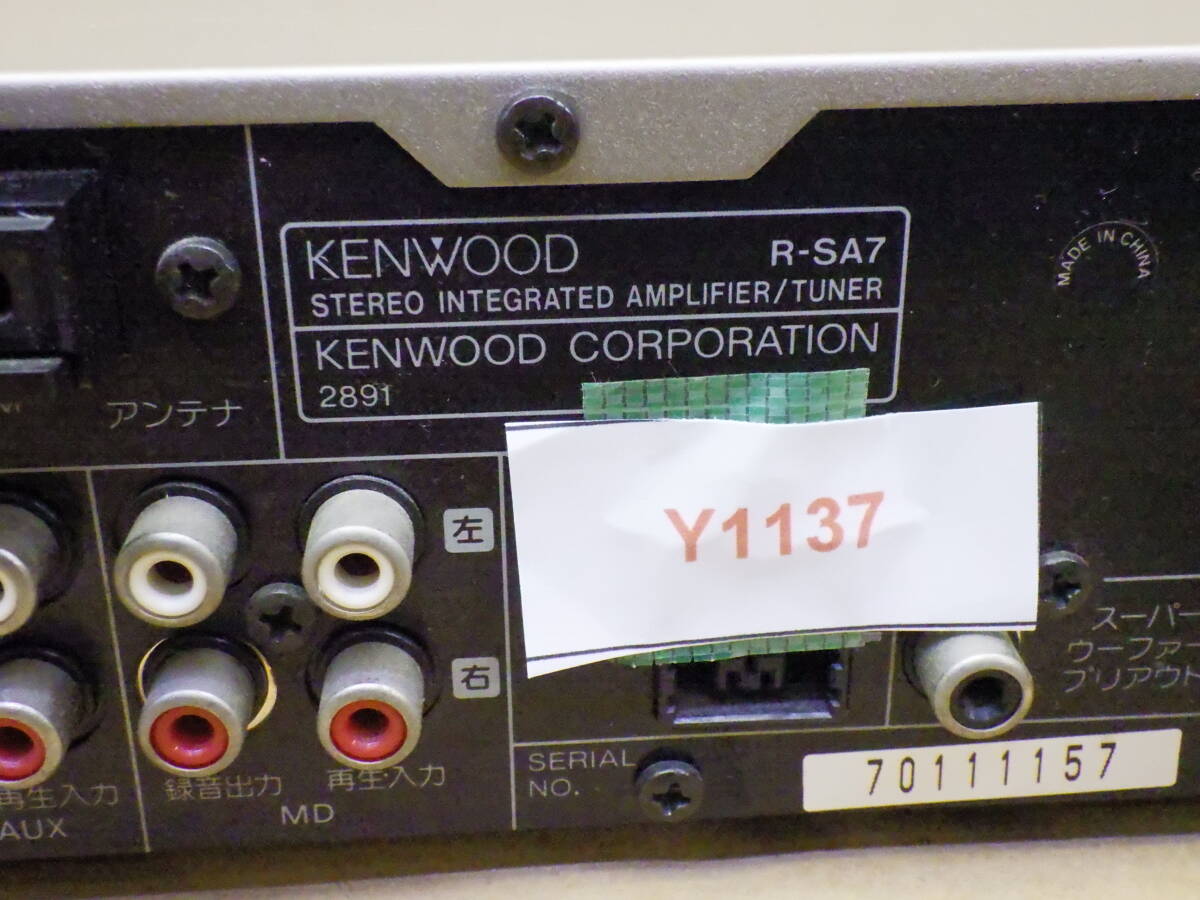 KENWOOD R-SA7
STEREO INTEGRATED AMPLIFIER/TUNER
KENWOOD CORPORATION
2891
MADE IN CHINA
アンテナ
Y1137
左
右
スーパー
ウーファー
プリアウト
再生入力
AUX
録音出力
再生入力
MD
SERIAL
NO.
70111157